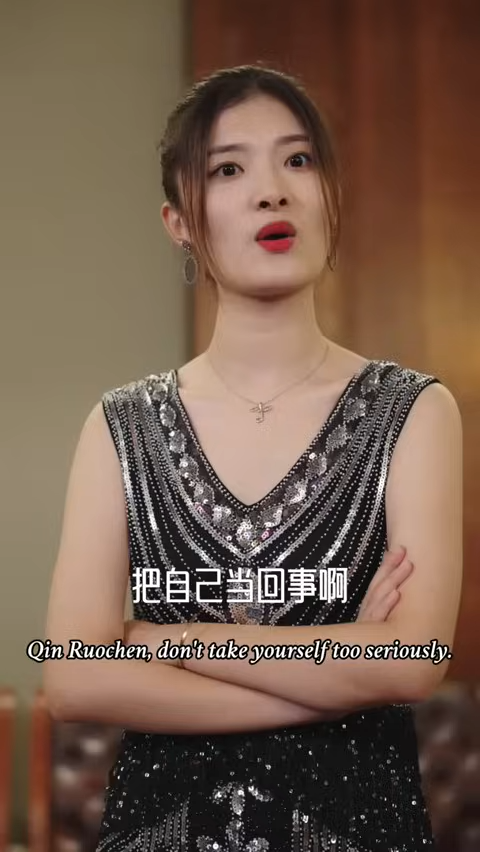 把自己当回事啊
Qin Ruochen, don't take yourself too seriously.